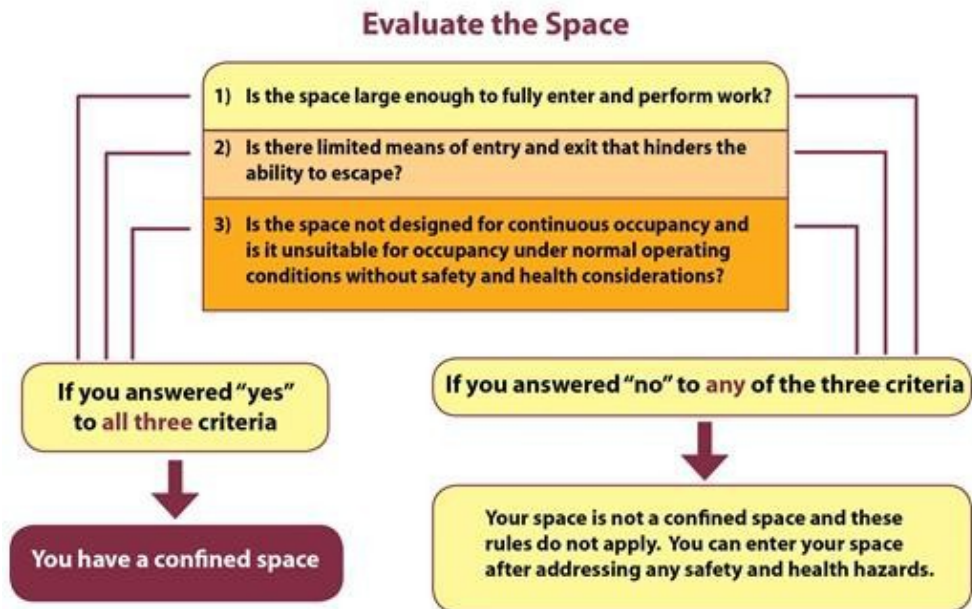 Evaluate the Space
1) Is the space large enough to fully enter and perform work?
2) Is there limited means of entry and exit that hinders the
ability to escape?
3) Is the space not designed for continuous occupancy and
is it unsuitable for occupancy under normal operating
conditions without safety and health considerations?
If you answered “yes”
to all three criteria
You have a confined space
If you answered “no” to any of the three criteria
Your space is not a confined space and these
rules do not apply. You can enter your space
after addressing any safety and health hazards.